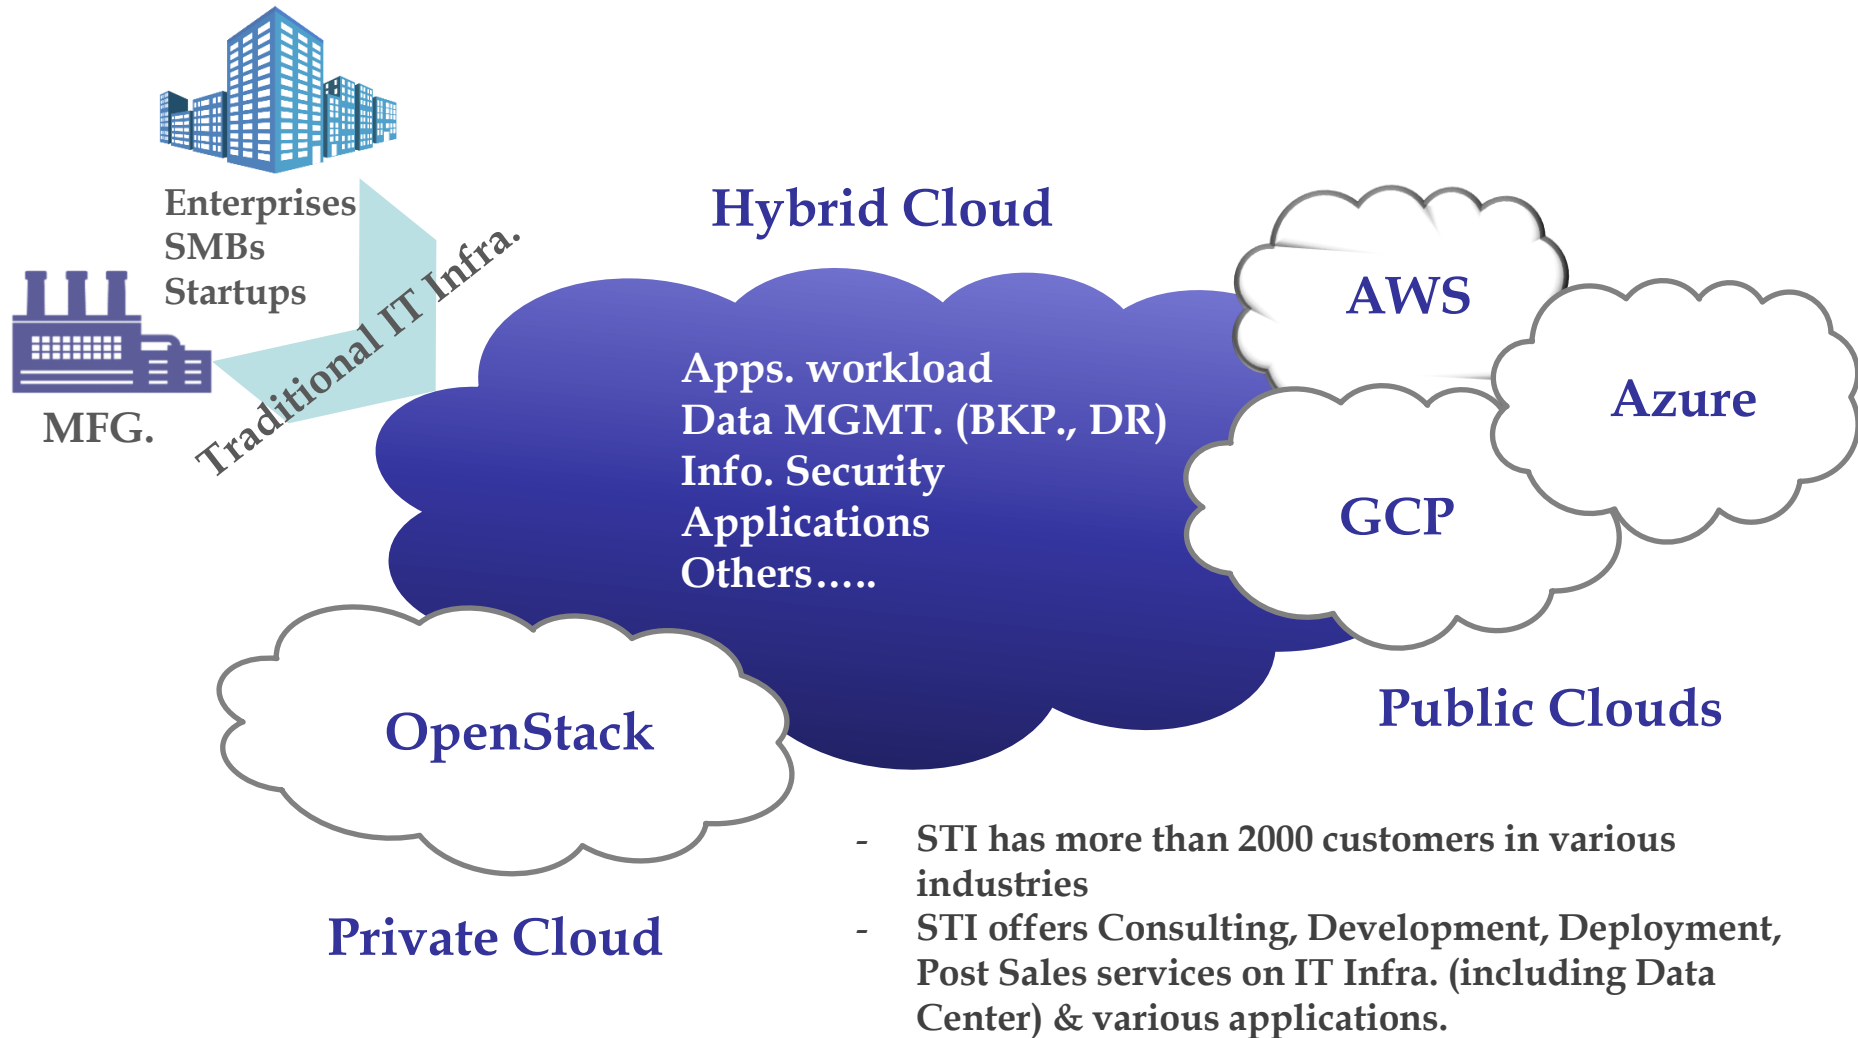 Enterprises
SMBs
Startups
MFG.
Traditional IT Infra.
Hybrid Cloud
Apps. workload
Data MGMT. (BKP., DR)
Info. Security
Applications
Others…..
AWS
Azure
GCP
Public Clouds
OpenStack
Private Cloud
- STI has more than 2000 customers in various
industries
- STI offers Consulting, Development, Deployment,
Post Sales services on IT Infra. (including Data
Center) & various applications.